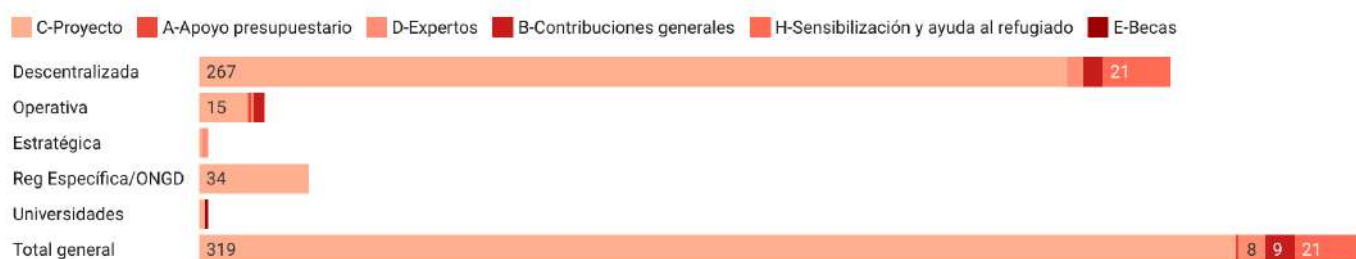 C-Proyecto A-Apoyo presupuestario D-Expertos B-Contribuciones generales H-Sensibilización y ayuda al refugiado E-Becas
Descentralizada 267 21
Operativa 15
Estratégica
Reg Específica/ONGD 34
Universidades
Total general 319 8 9 21